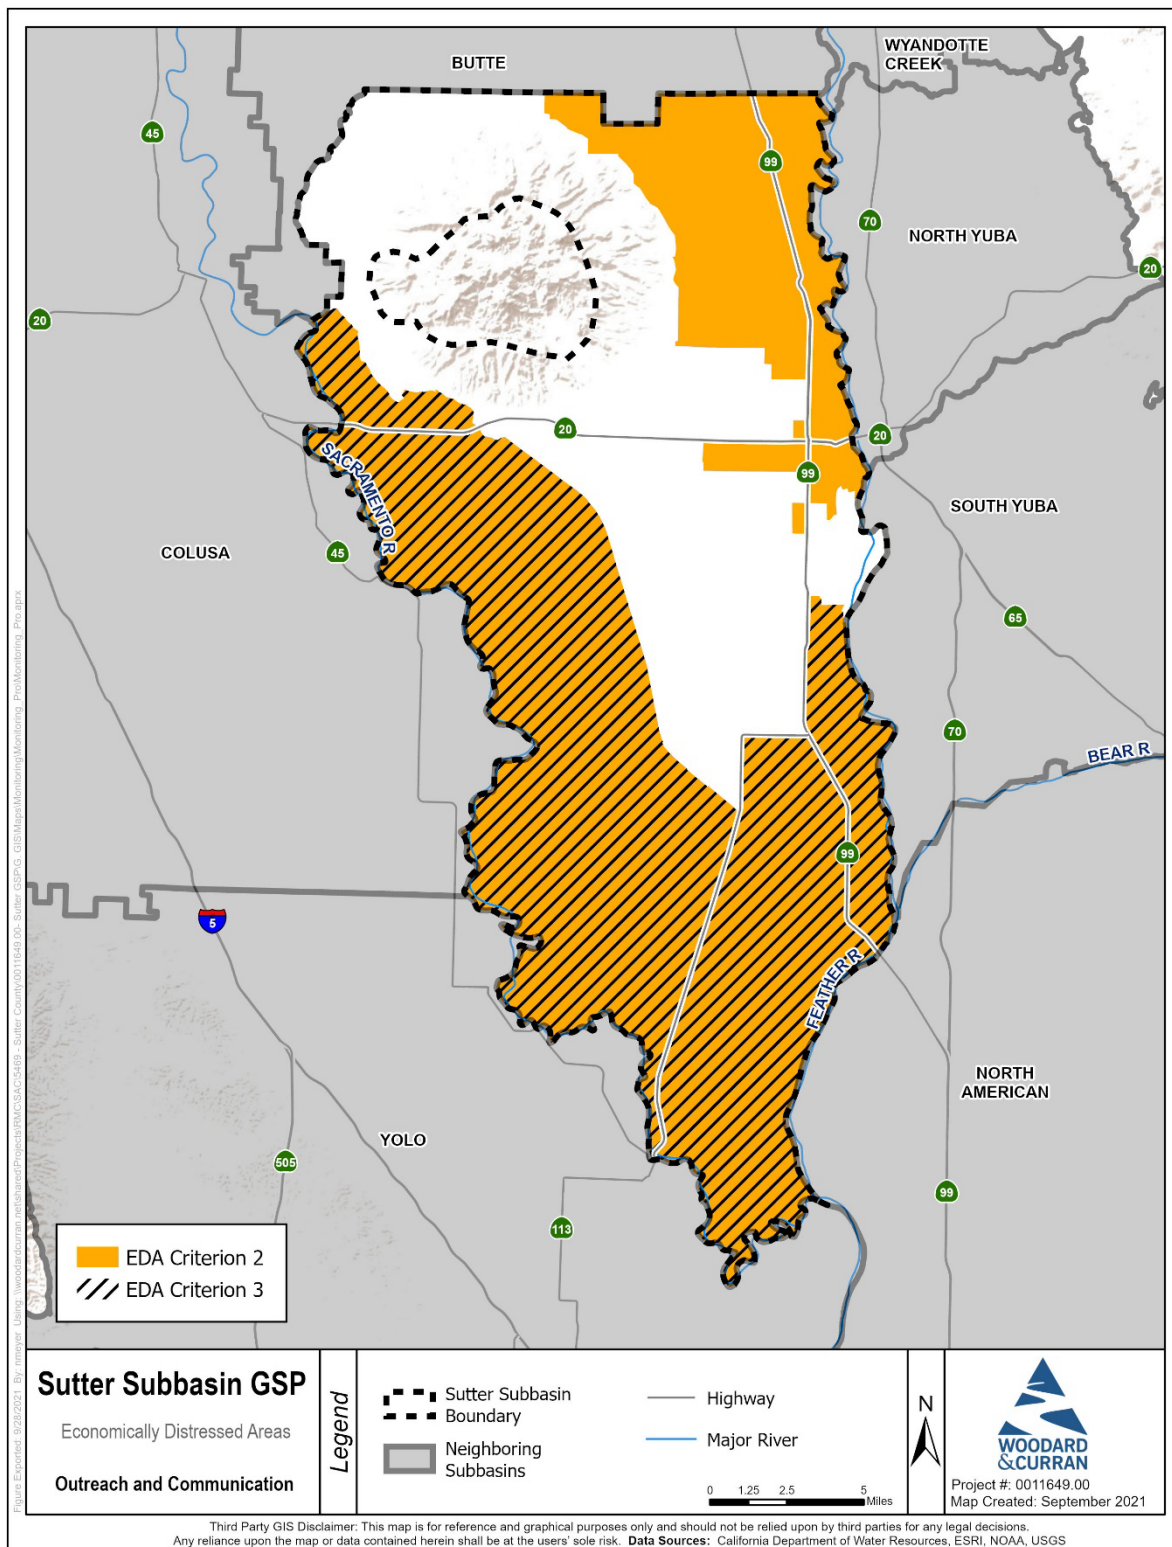 BUTTE
WYANDOTTE
CREEK
45
99
70
NORTH YUBA
20
20
20
20
99
SACRAMENTO R
SOUTH YUBA
COLUSA
45
65
70
BEAR R
99
5
FEATHER R
NORTH
AMERICAN
YOLO
505
99
113
EDA Criterion 2
EDA Criterion 3
Sutter Subbasin GSP
Economically Distressed Areas
Outreach and Communication
Legend
Sutter Subbasin
Boundary
Neighboring
Subbasins
Highway
Major River
0 1.25 2.5 5
Miles
N
WOODARD
&CURRAN
Project #: 0011649.00
Map Created: September 2021
Third Party GIS Disclaimer: This map is for reference and graphical purposes only and should not be relied upon by third parties for any legal decisions.
Any reliance upon the map or data contained herein shall be at the users' sole risk. Data Sources: California Department of Water Resources, ESRI, NOAA, USGS